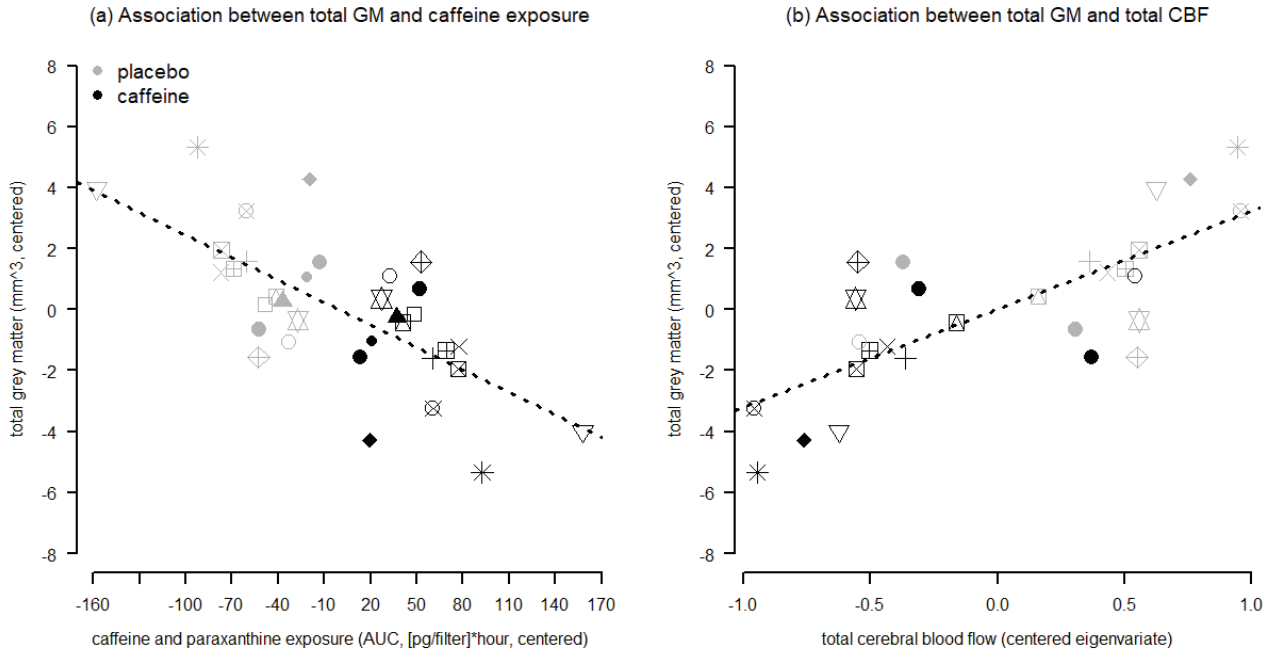 (a) Association between total GM and caffeine exposure
8
6
4
2
0
-2
-4
-6
-8
total grey matter (mm^3, centered)
placebo
caffeine
-160 -100 -70 -40 -10 20 50 80 110 140 170
caffeine and paraxanthine exposure (AUC, [pg/filter]*hour, centered)
(b) Association between total GM and total CBF
8
6
4
2
0
-2
-4
-6
-8
total grey matter (mm^3, centered)
-1.0 -0.5 0.0 0.5 1.0
total cerebral blood flow (centered eigenvariate)